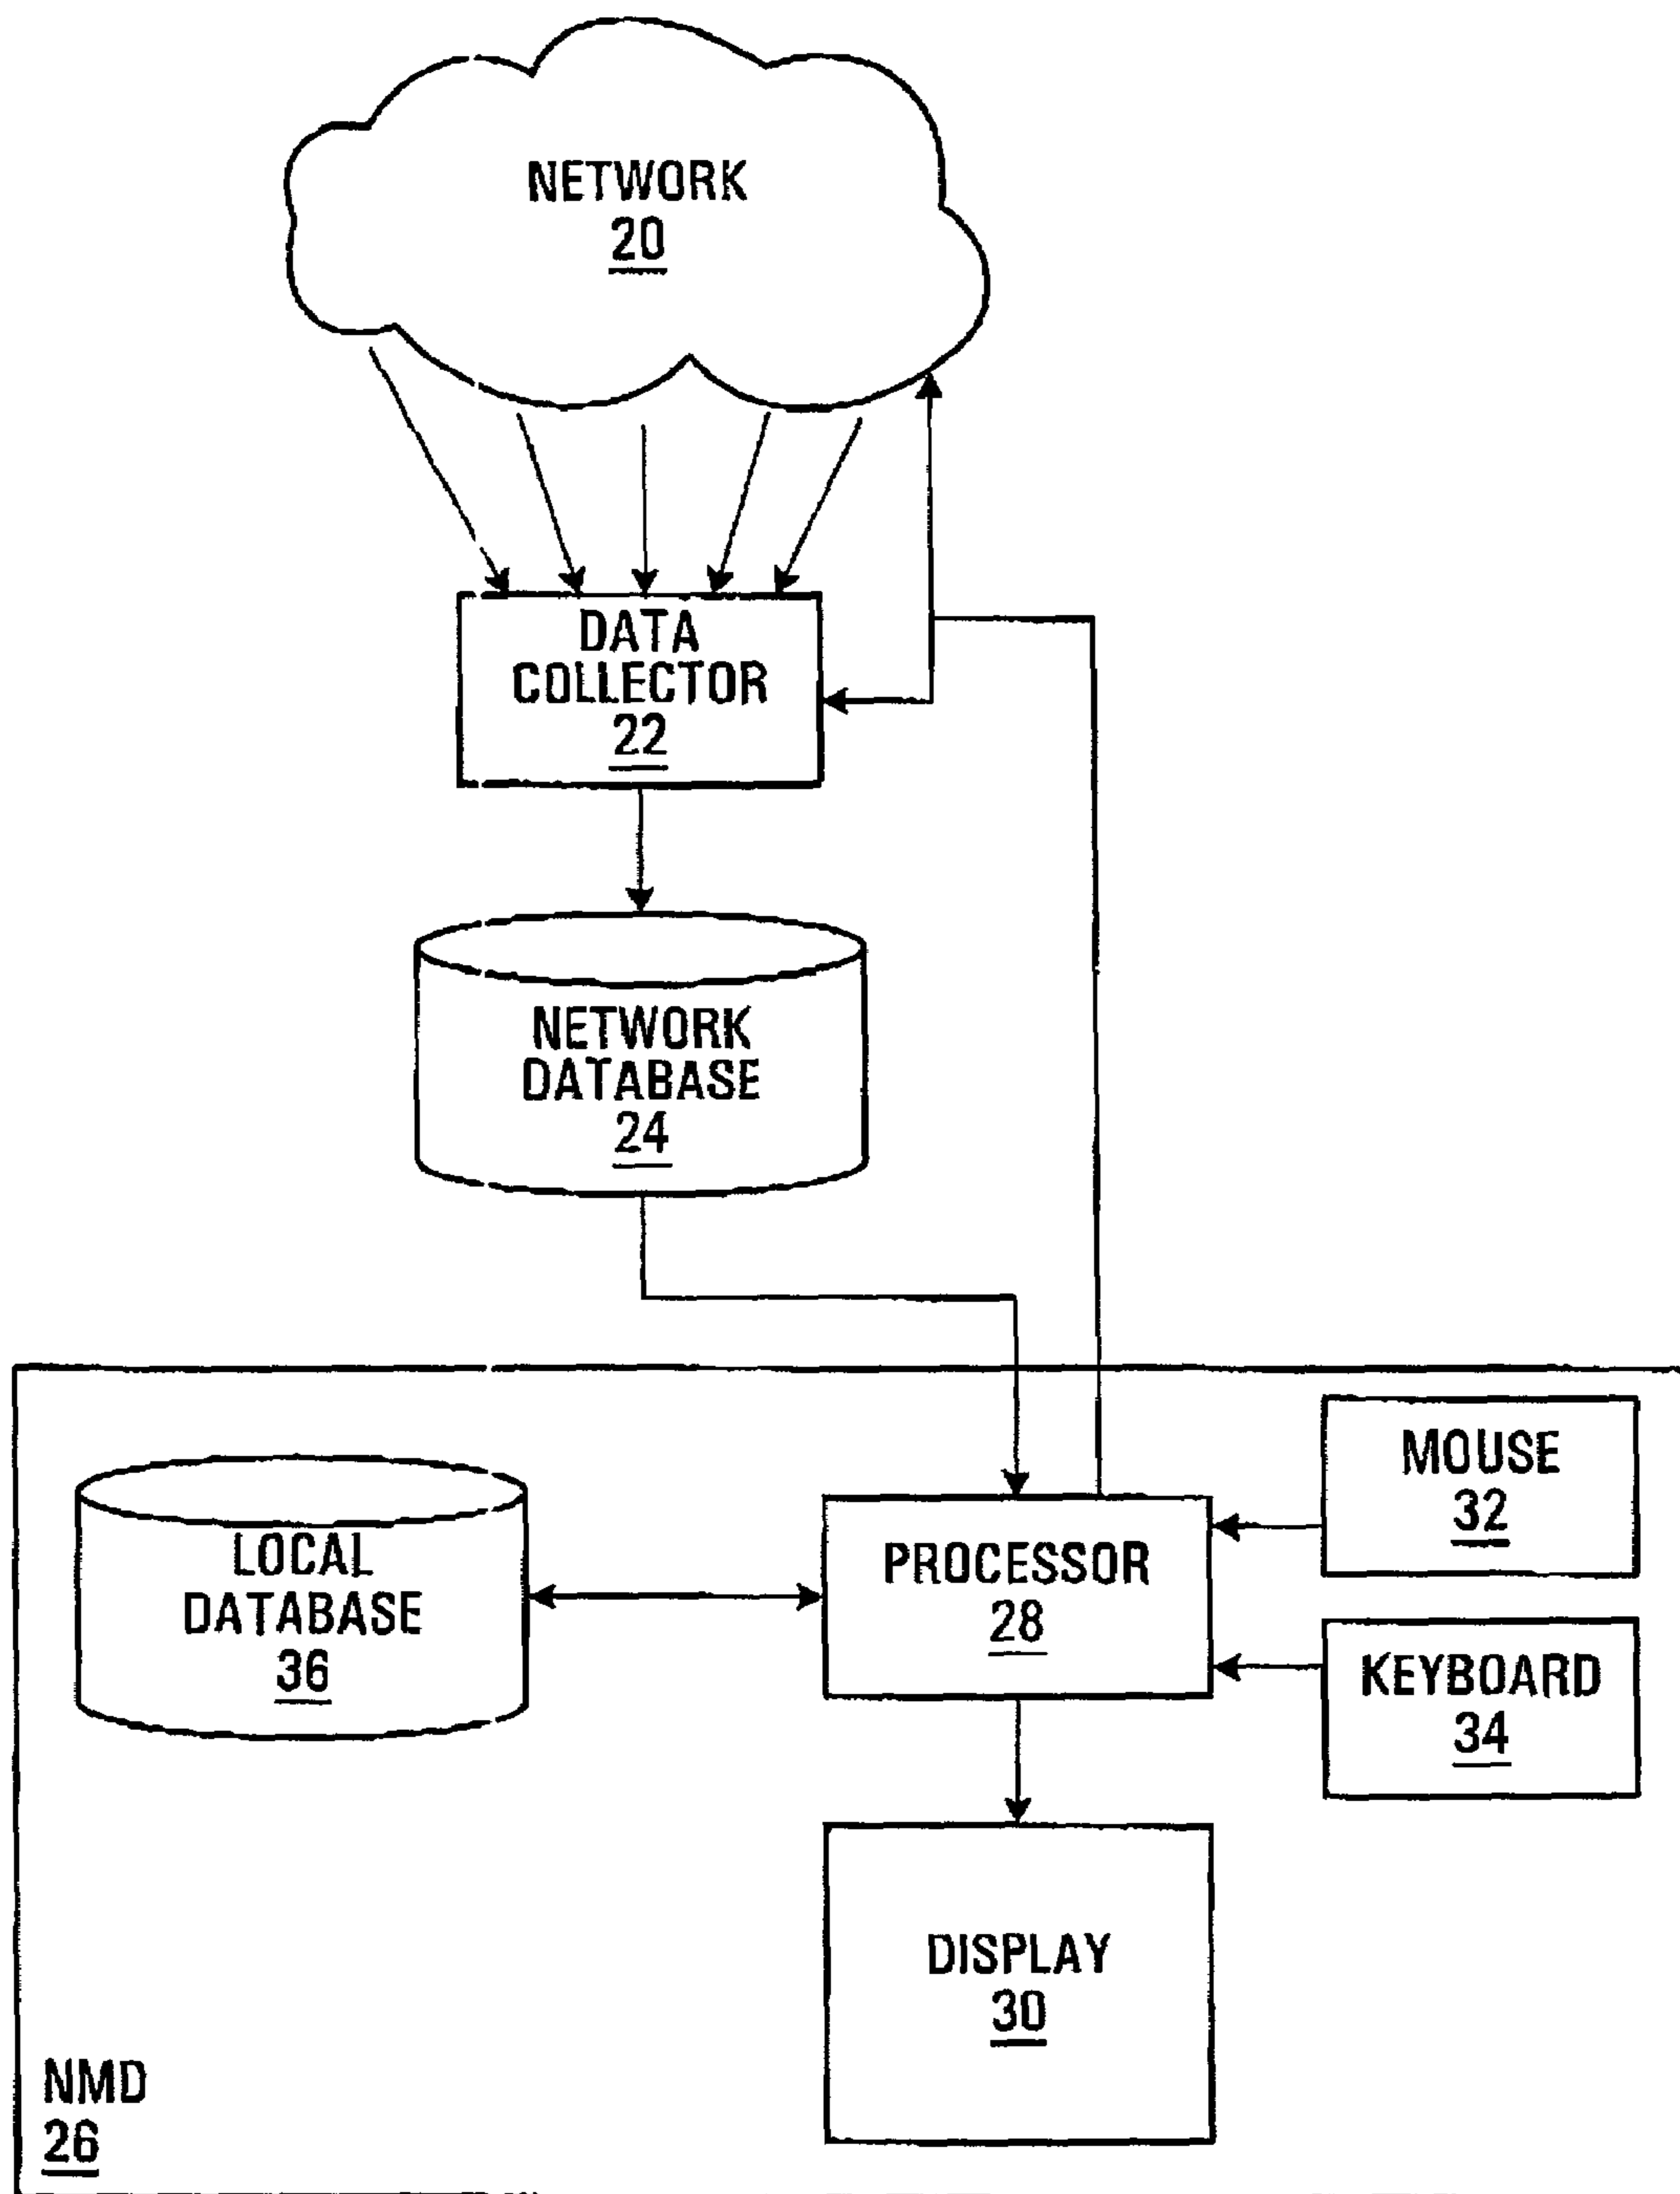 NETWORK
20
DATA
COLLECTOR
22
NETWORK
DATABASE
24
MOUSE
32
LOCAL
DATABASE
36
PROCESSOR
28
KEYBOARD
34
DISPLAY
30
NMD
26